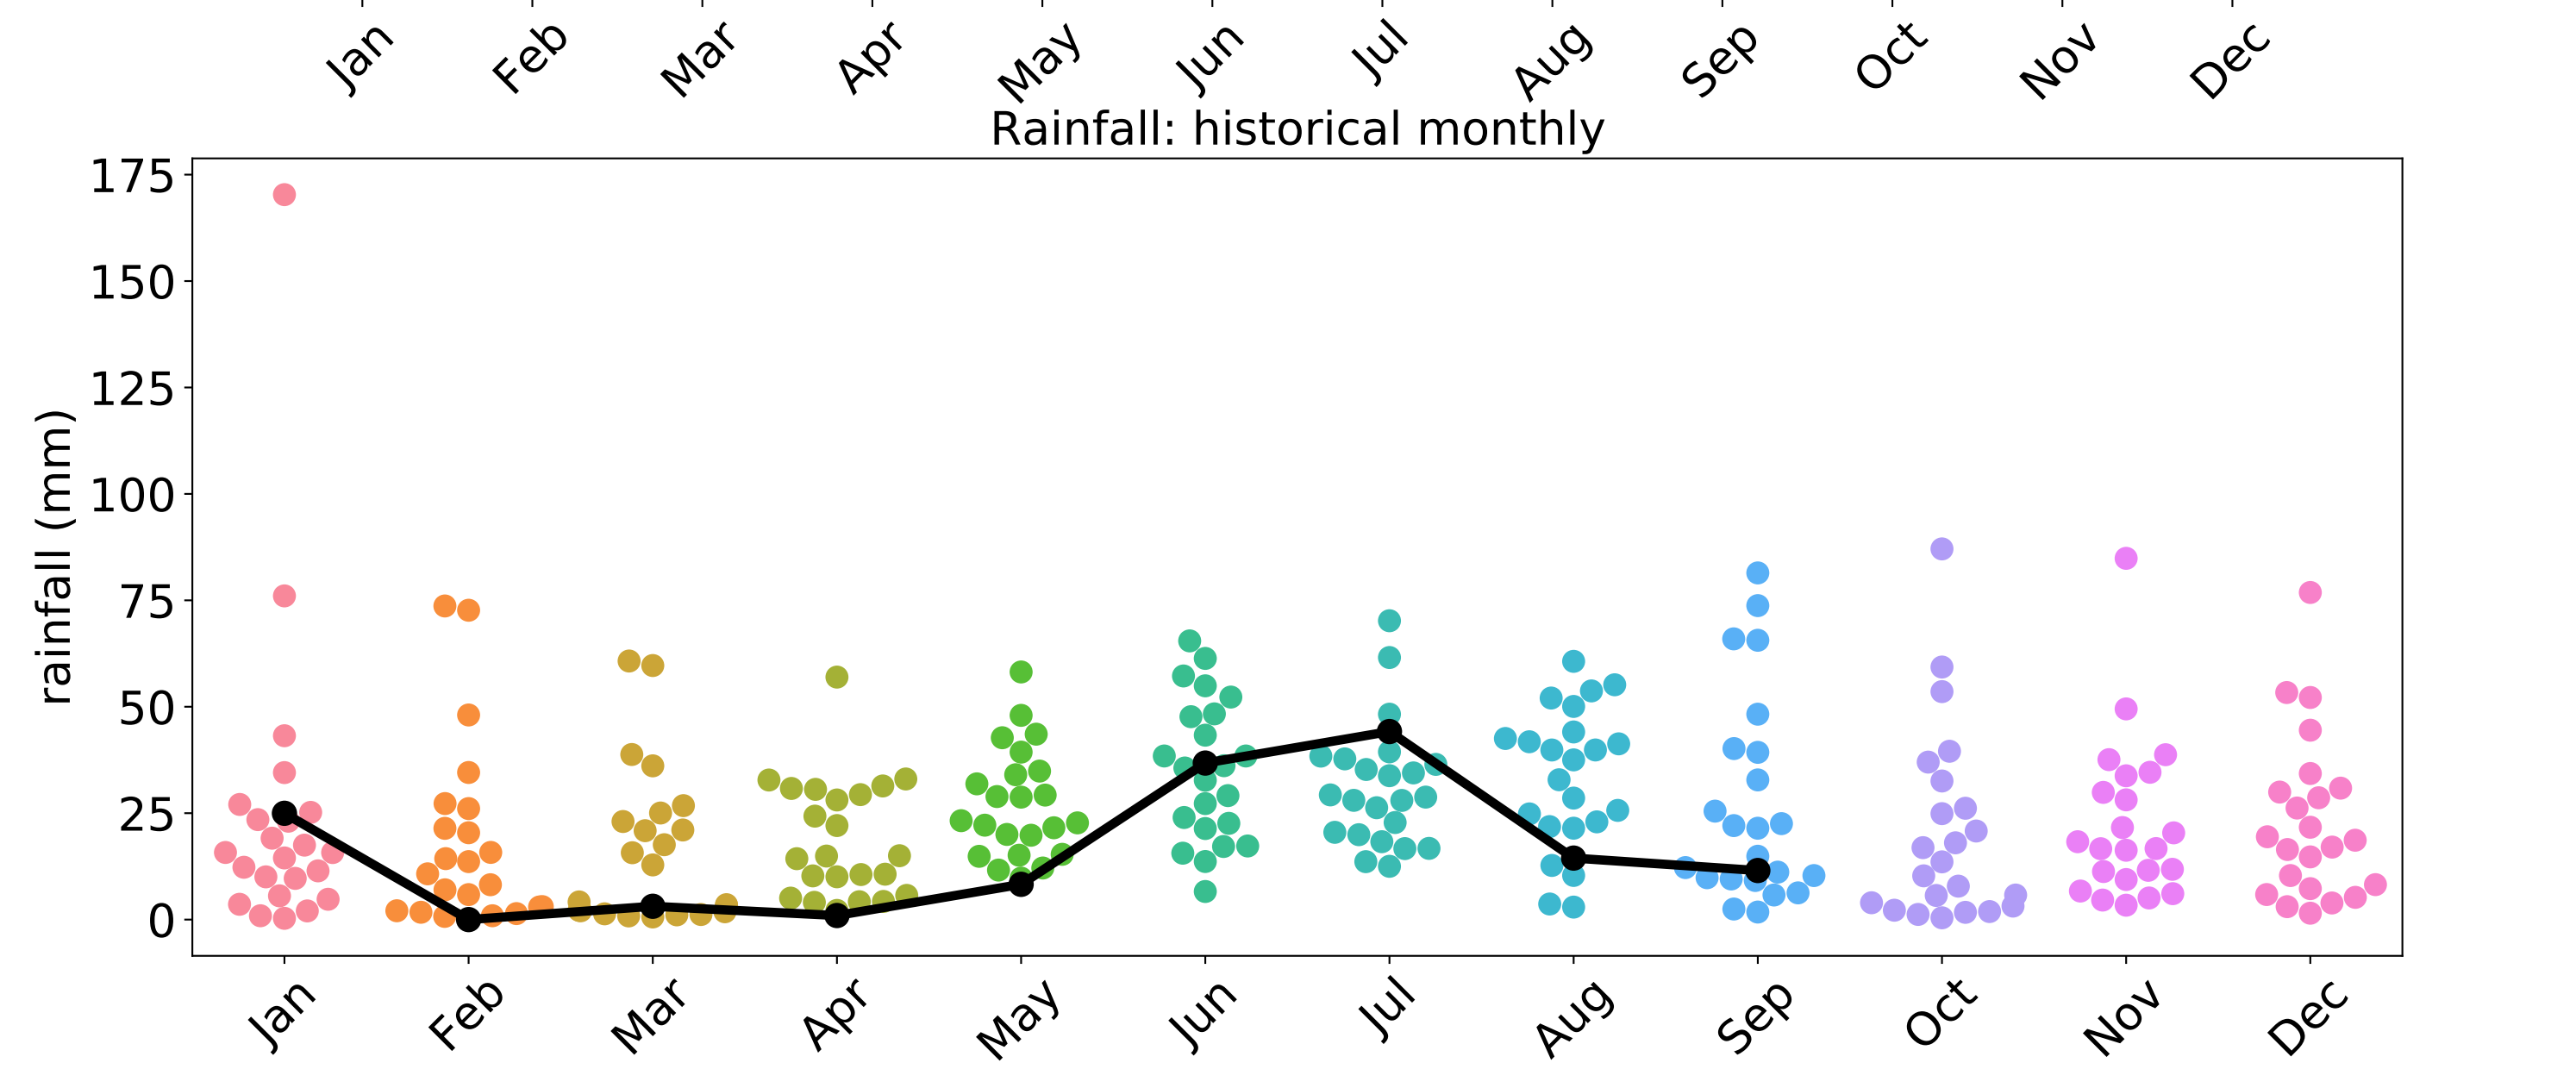 Jan Feb Mar Apr May Jun Jul Aug Sep Oct Nov Dec
Rainfall: historical monthly
175
150
125
100
75
50
25
0
rainfall (mm)
Jan Feb Mar Apr May Jun Jul Aug Sep Oct Nov Dec